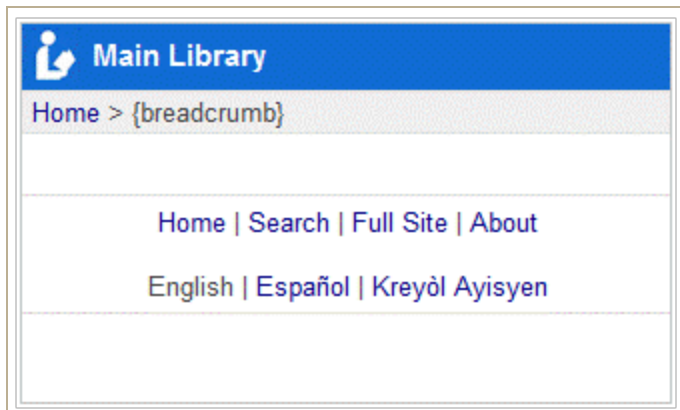 Main Library
Home > {breadcrumb}
Home | Search | Full Site | About
English | Español | Kreyòl Ayisyen